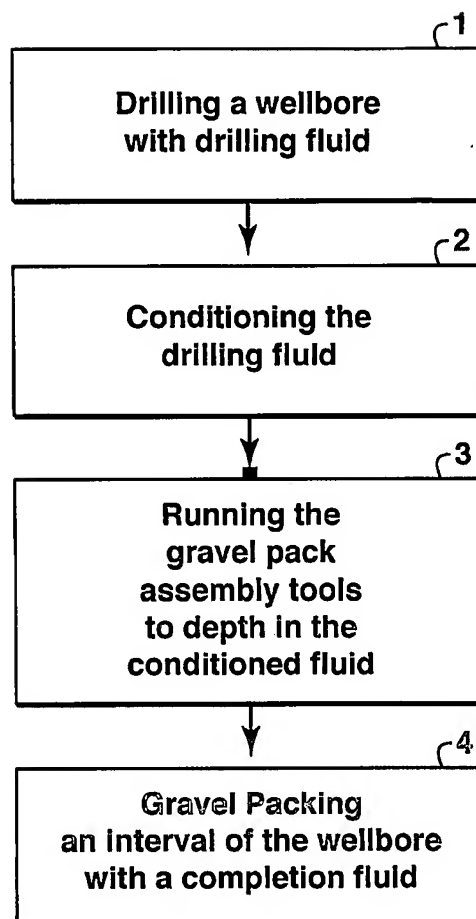 1
Drilling a wellbore
with drilling fluid
2
Conditioning the
drilling fluid
3
Running the
gravel pack
assembly tools
to depth in the
conditioned fluid
4
Gravel Packing
an interval of the wellbore
with a completion fluid